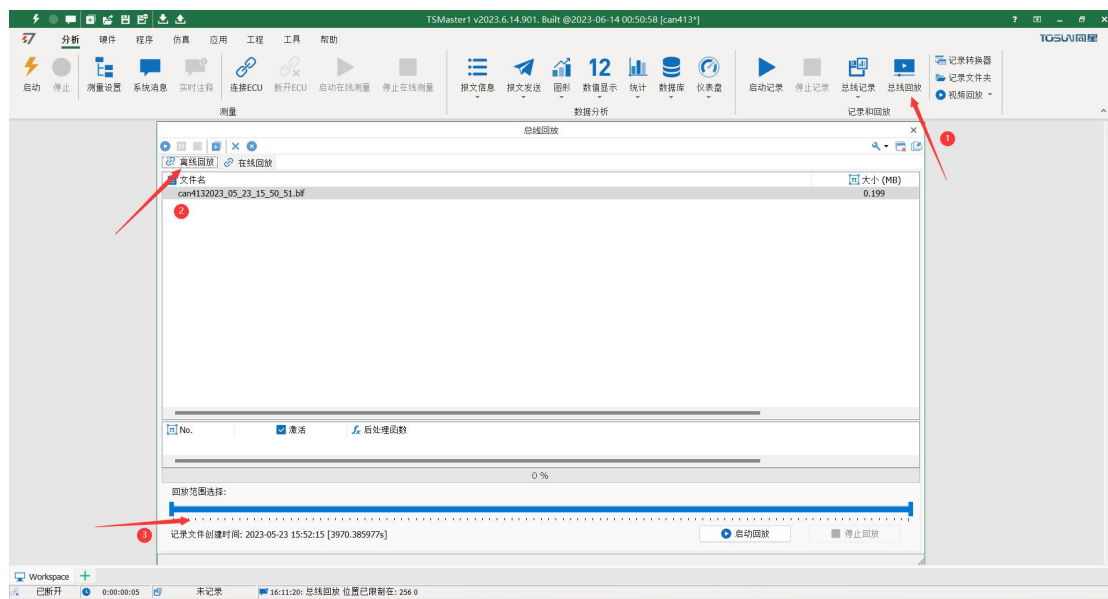 TSMaster1 v2023.6.14.901. Built @2023-06-14 00:50:58 [can413*]
分析 硬件 程序 仿真 应用 工程 工具 帮助
TOSUN同星
启动 停止 测量设置 系统消息 实时注释 连接ECU 断开ECU 启动在线测量 停止在线测量 报文信息 报文发送 图形 12 数值显示 统计 数据库 仪表盘 启动记录 停止记录 总线记录 总线回放
记录转换器
记录文件夹
视频回放
测量 数据分析 记录和回放
总线回放
1
离线回放 在线回放
文件名 大小 (MB)
can4132023_05_23_15_50_51.blf 0.199
2
No. 激活 fx 后处理函数
0 %
回放范围选择:
3
记录文件创建时间: 2023-05-23 15:52:15 [3970.385977s] 启动回放 停止回放
Workspace
已断开 0:00:00:05 未记录 16:11:20: 总线回放 位置已限制在: 256 0